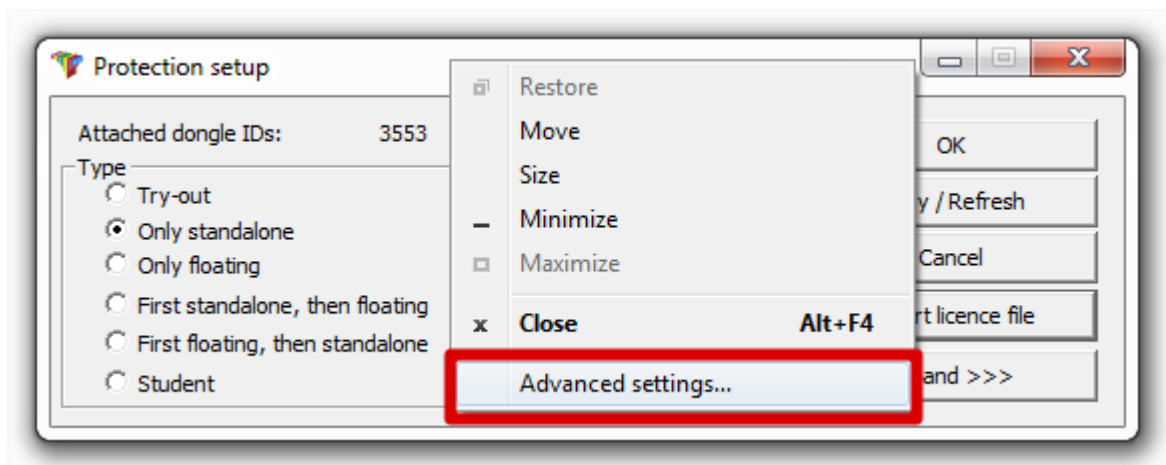 Protection setup
Attached dongle IDs: 3553
Type
Try-out
Only standalone
Only floating
First standalone, then floating
First floating, then standalone
Student
Restore
Move
Size
Minimize
Maximize
Close Alt+F4
Advanced settings...
OK
y / Refresh
Cancel
rt licence file
and >>>